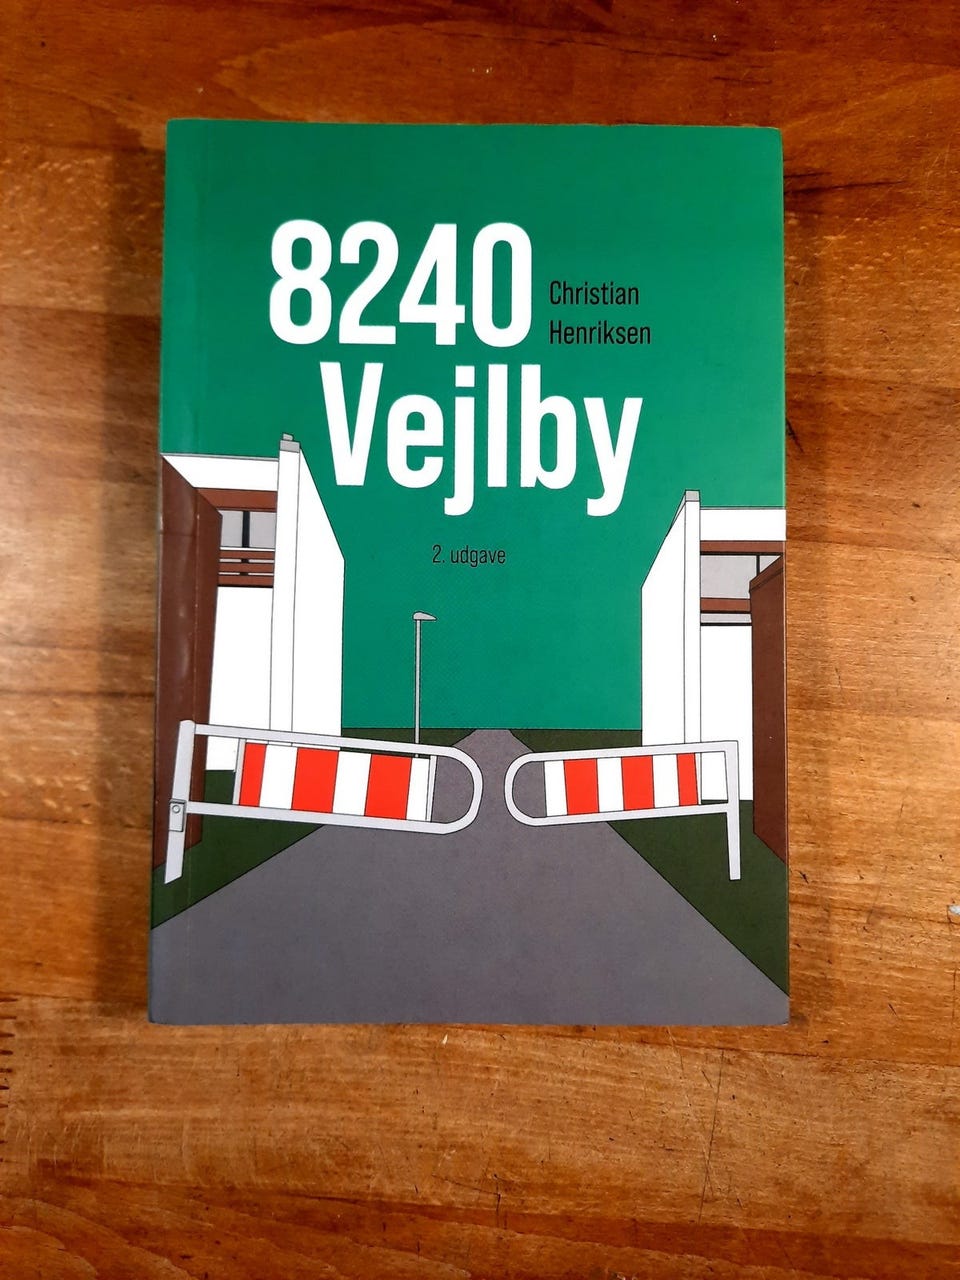 8240
Christian
Henriksen
Vejlby
2. udgave